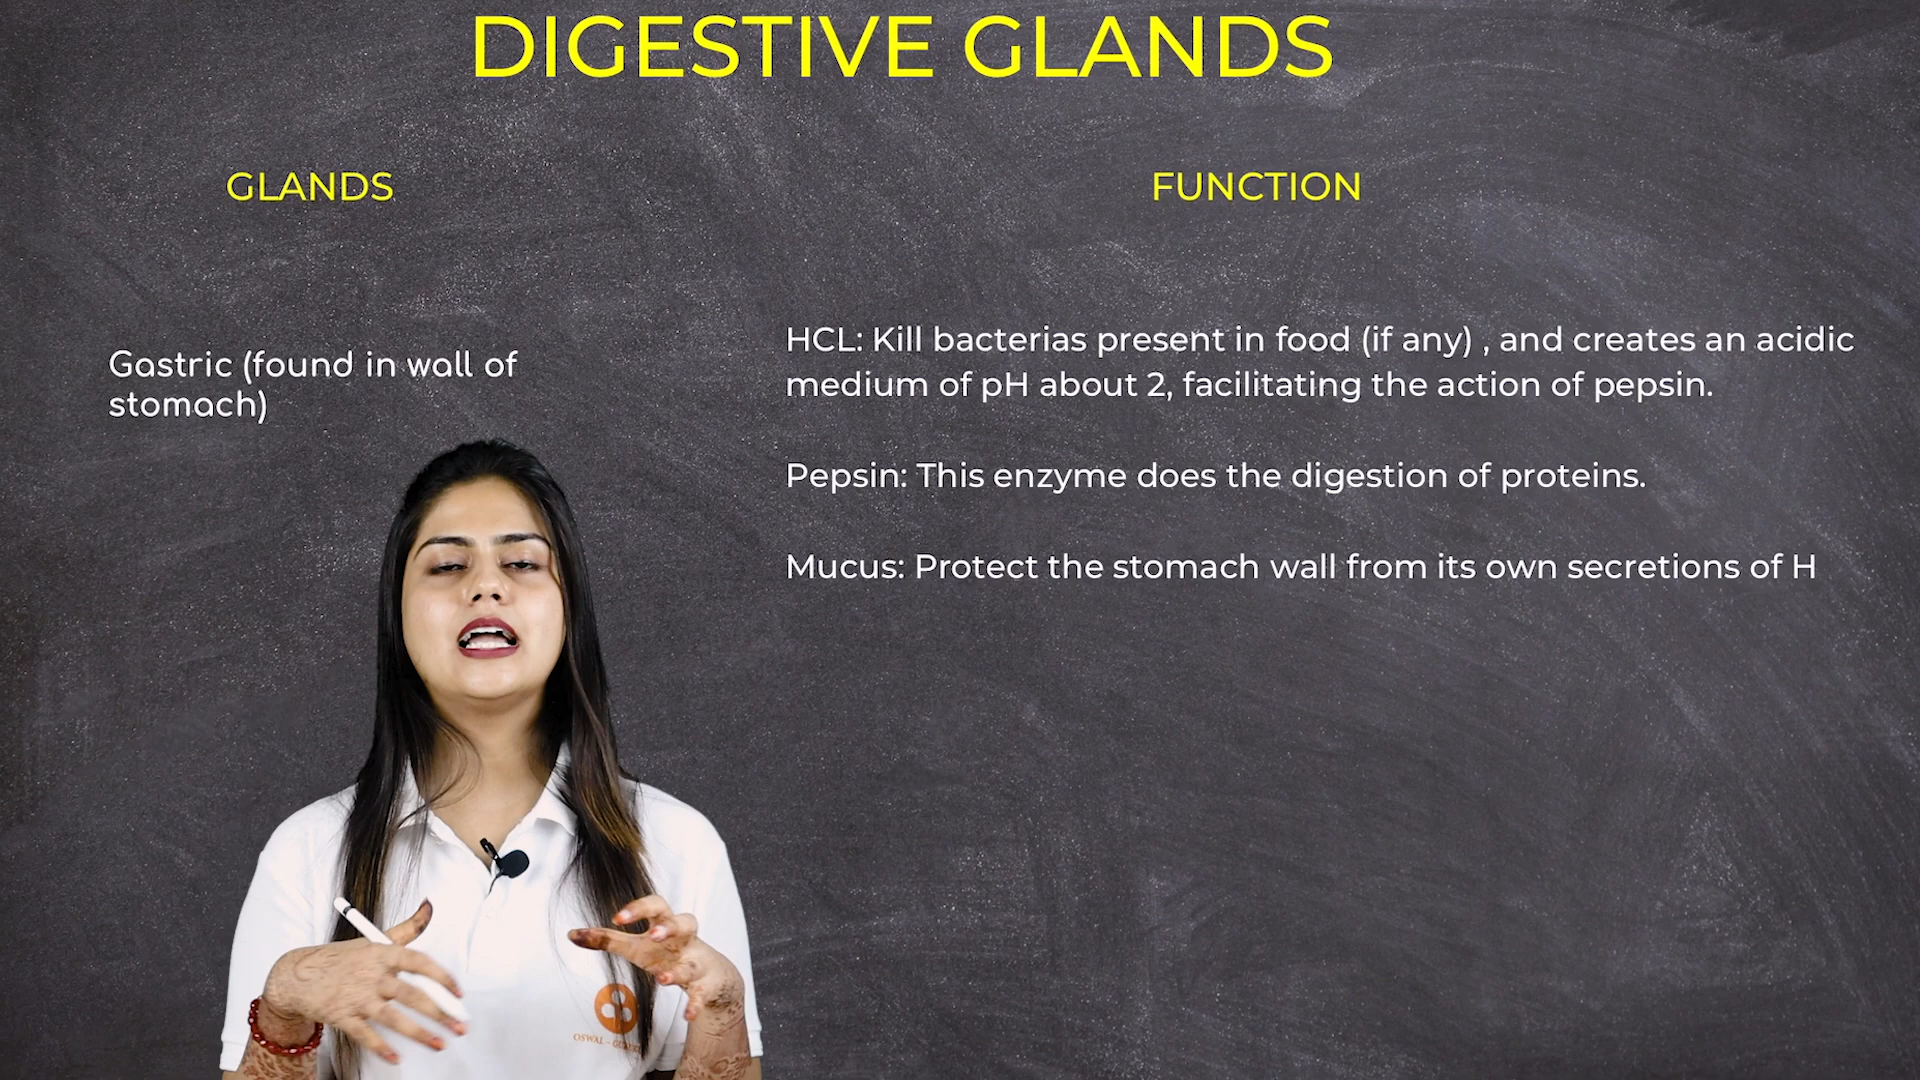 DIGESTIVE GLANDS
GLANDS
FUNCTION
Gastric (found in wall of
stomach)
HCL: Kill bacterias present in food (if any) , and creates an acidic
medium of pH about 2, facilitating the action of pepsin.
Pepsin: This enzyme does the digestion of proteins.
Mucus: Protect the stomach wall from its own secretions of H
OSWAL -